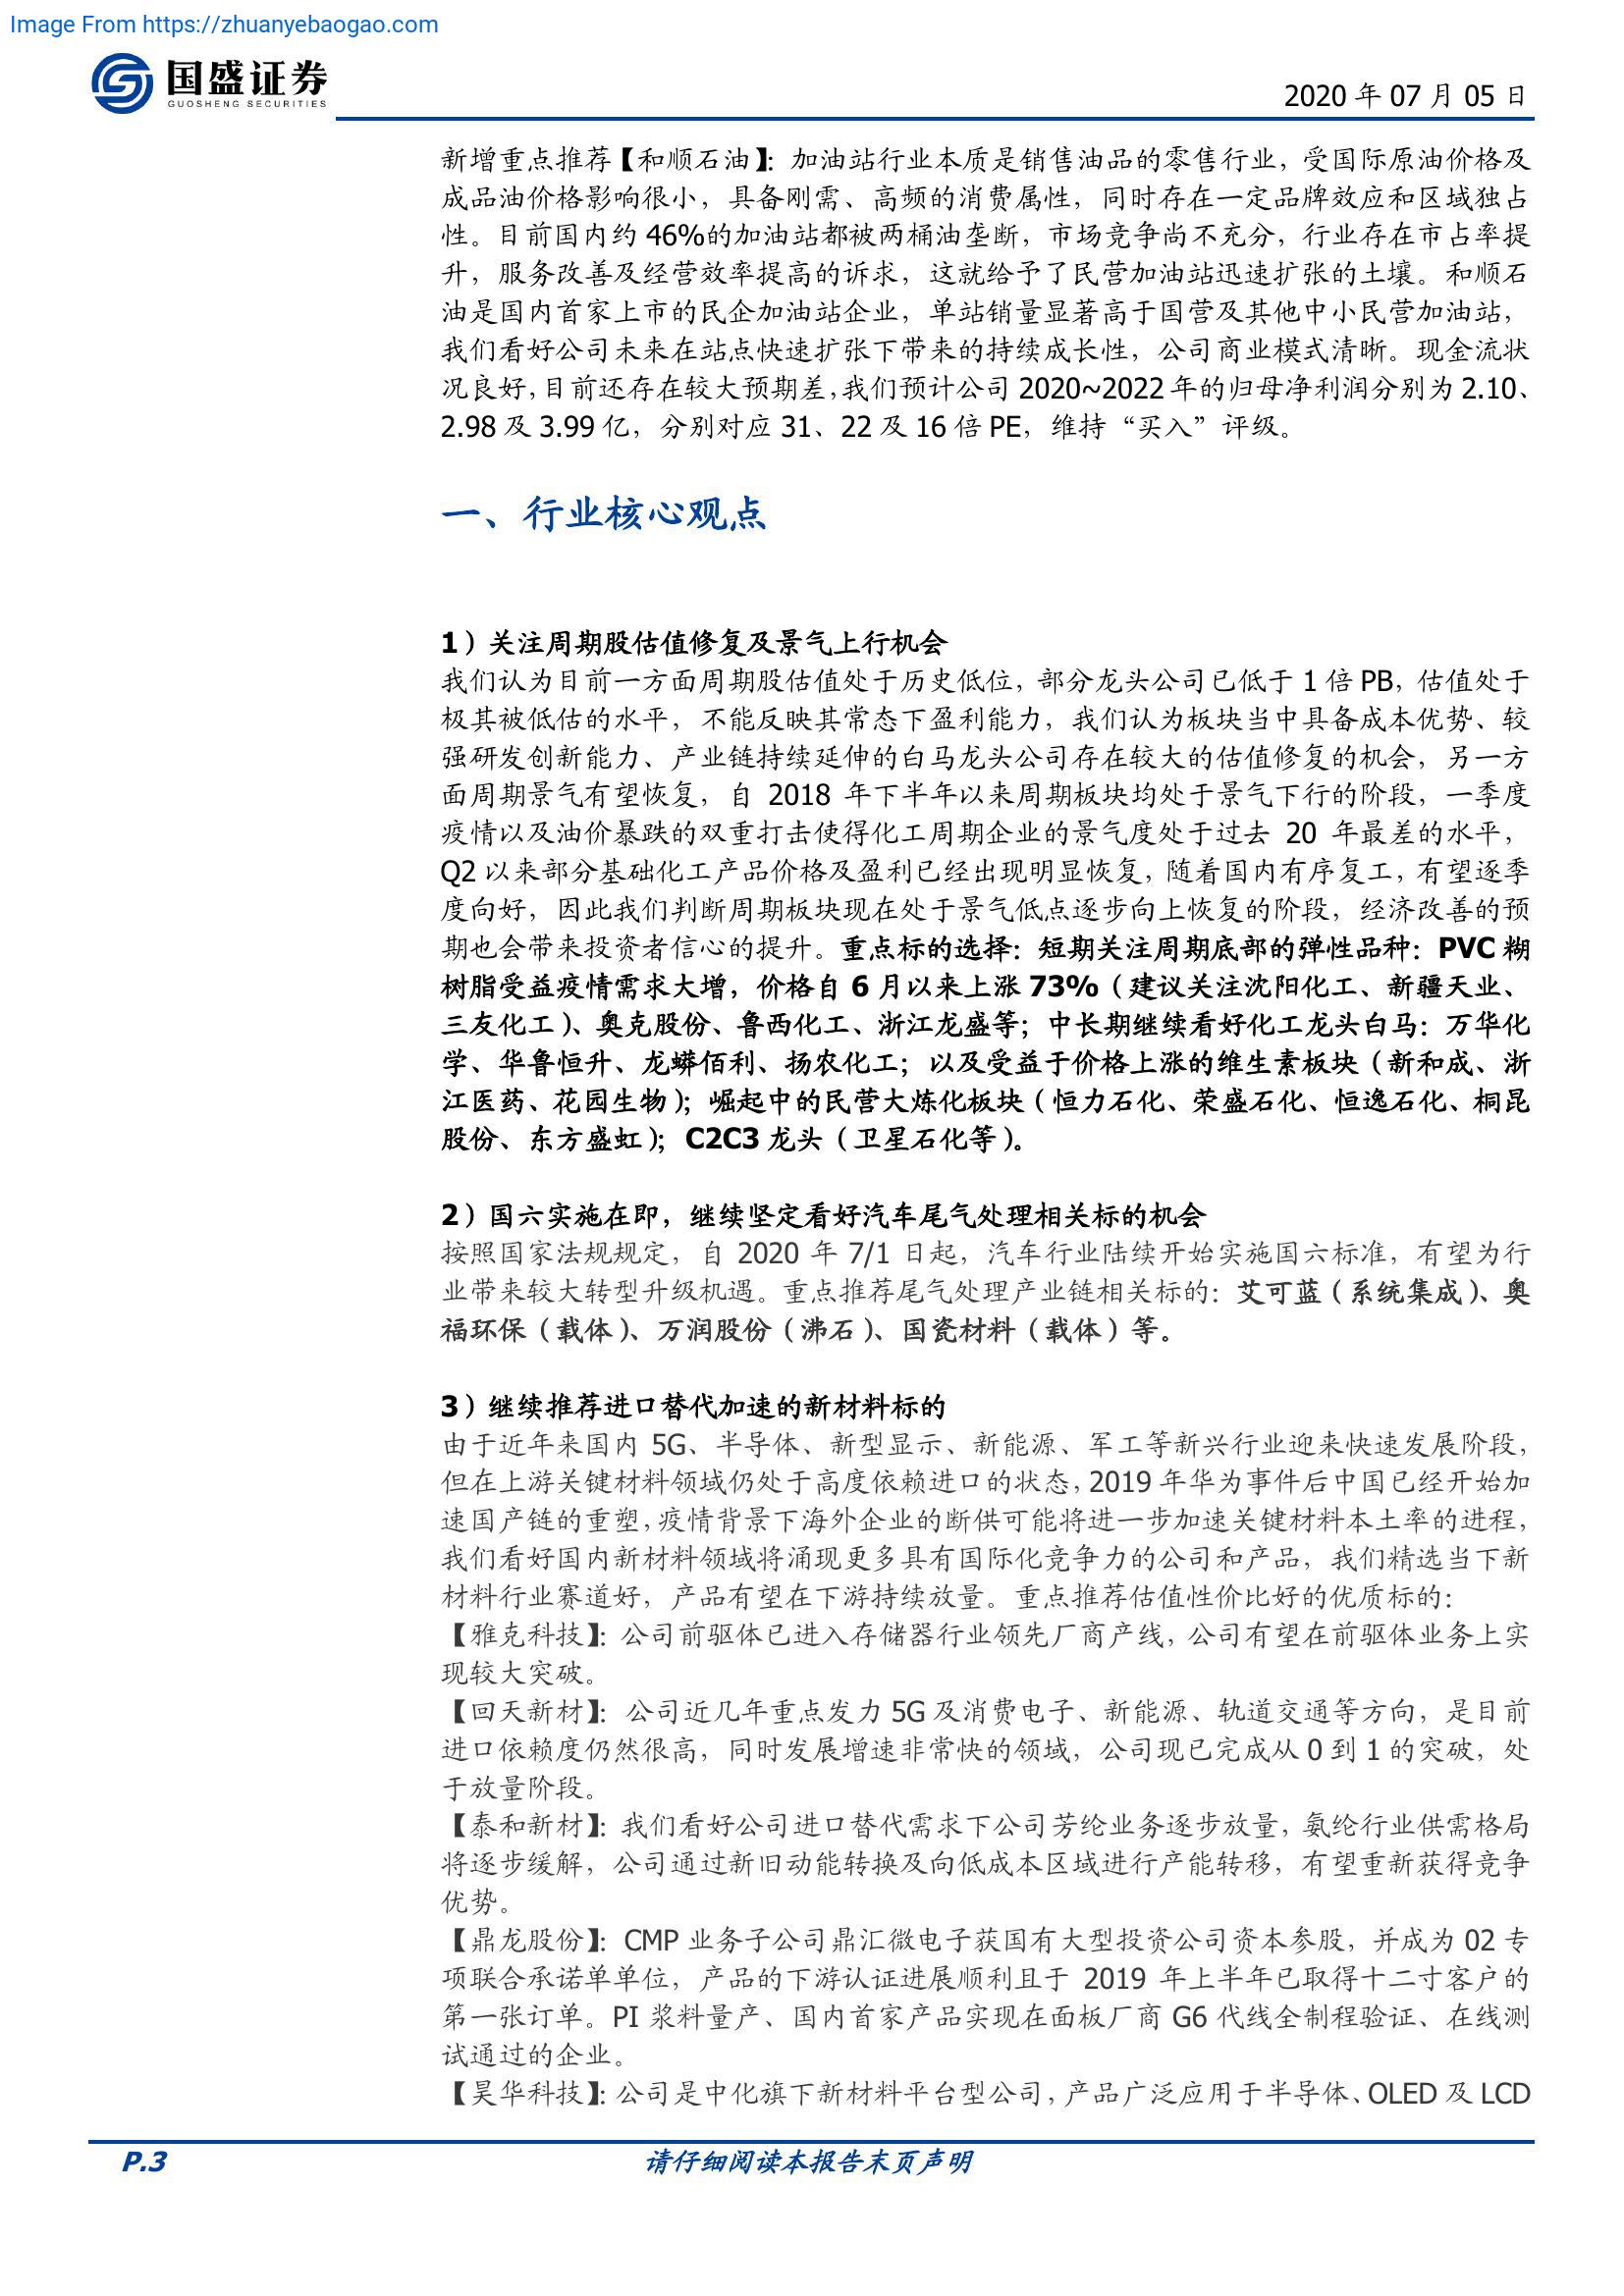 Image From https://zhuanyebaogao.com
国盛证券
GUOSHENG SECURITIES
2020 年 07 月 05 日
新增重点推荐【和顺石油】：加油站行业本质是销售油品的零售行业，受国际原油价格及
成品油价格影响很小，具备刚需、高频的消费属性，同时存在一定品牌效应和区域独占
性。目前国内约 46%的加油站都被两桶油垄断，市场竞争尚不充分，行业存在市占率提
升，服务改善及经营效率提高的诉求，这就给予了民营加油站迅速扩张的土壤。和顺石
油是国内首家上市的民企加油站企业，单站销量显著高于国营及其他中小民营加油站，
我们看好公司未来在站点快速扩张下带来的持续成长性，公司商业模式清晰。现金流状
况良好，目前还存在较大预期差，我们预计公司 2020~2022 年的归母净利润分别为 2.10、
2.98 及 3.99 亿，分别对应 31、22 及 16 倍 PE，维持“买入”评级。
一、行业核心观点
1）关注周期股估值修复及景气上行机会
我们认为目前一方面周期股估值处于历史低位，部分龙头公司已低于 1 倍 PB，估值处于
极其被低估的水平，不能反映其常态下盈利能力，我们认为板块当中具备成本优势、较
强研发创新能力、产业链持续延伸的白马龙头公司存在较大的估值修复的机会，另一方
面周期景气有望恢复，自 2018 年下半年以来周期板块均处于景气下行的阶段，一季度
疫情以及油价暴跌的双重打击使得化工周期企业的景气度处于过去 20 年最差的水平，
Q2 以来部分基础化工产品价格及盈利已经出现明显恢复，随着国内有序复工，有望逐季
度向好，因此我们判断周期板块现在处于景气低点逐步向上恢复的阶段，经济改善的预
期也会带来投资者信心的提升。重点标的选择：短期关注周期底部的弹性品种：PVC 糊
树脂受益疫情需求大增，价格自 6 月以来上涨 73%（建议关注沈阳化工、新疆天业、
三友化工）、奥克股份、鲁西化工、浙江龙盛等；中长期继续看好化工龙头白马：万华化
学、华鲁恒升、龙蟒佰利、扬农化工；以及受益于价格上涨的维生素板块（新和成、浙
江医药、花园生物）；崛起中的民营大炼化板块（恒力石化、荣盛石化、恒逸石化、桐昆
股份、东方盛虹）；C2C3 龙头（卫星石化等）。
2）国六实施在即，继续坚定看好汽车尾气处理相关标的机会
按照国家法规规定，自 2020 年 7/1 日起，汽车行业陆续开始实施国六标准，有望为行
业带来较大转型升级机遇。重点推荐尾气处理产业链相关标的：艾可蓝（系统集成）、奥
福环保（载体）、万润股份（沸石）、国瓷材料（载体）等。
3）继续推荐进口替代加速的新材料标的
由于近年来国内 5G、半导体、新型显示、新能源、军工等新兴行业迎来快速发展阶段，
但在上游关键材料领域仍处于高度依赖进口的状态，2019 年华为事件后中国已经开始加
速国产链的重塑，疫情背景下海外企业的断供可能将进一步加速关键材料本土率的进程，
我们看好国内新材料领域将涌现更多具有国际化竞争力的公司和产品，我们精选当下新
材料行业赛道好，产品有望在下游持续放量。重点推荐估值性价比好的优质标的：
【雅克科技】：公司前驱体已进入存储器行业领先厂商产线，公司有望在前驱体业务上实
现较大突破。
【回天新材】：公司近几年重点发力 5G 及消费电子、新能源、轨道交通等方向，是目前
进口依赖度仍然很高，同时发展增速非常快的领域，公司现已完成从 0 到 1 的突破，处
于放量阶段。
【泰和新材】：我们看好公司进口替代需求下公司芳纶业务逐步放量，氨纶行业供需格局
将逐步缓解，公司通过新旧动能转换及向低成本区域进行产能转移，有望重新获得竞争
优势。
【鼎龙股份】：CMP 业务子公司鼎汇微电子获国有大型投资公司资本参股，并成为 02 专
项联合承诺单单位，产品的下游认证进展顺利且于 2019 年上半年已取得十二寸客户的
第一张订单。PI 浆料量产、国内首家产品实现在面板厂商 G6 代线全制程验证、在线测
试通过的企业。
【昊华科技】：公司是中化旗下新材料平台型公司，产品广泛应用于半导体、OLED 及 LCD
P.3
请仔细阅读本报告末页声明